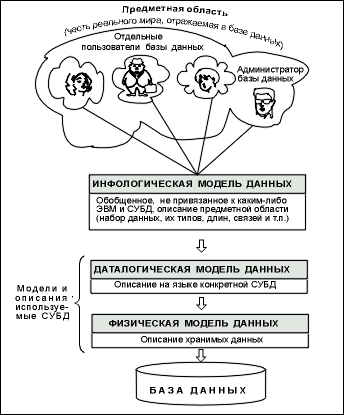 Предметная область
(часть реального мира, отражаемая в базе данных)
Отдельные
пользователи базы данных
Администратор
базы данных
ИНФОЛОГИЧЕСКАЯ МОДЕЛЬ ДАННЫХ
Обобщенное, не привязанное к каким-либо
ЭВМ и СУБД, описание предметной области
(набор данных, их типов, длин, связей и т.п.)
ДАТАЛОГИЧЕСКАЯ МОДЕЛЬ ДАННЫХ
Описание на языке конкретной СУБД
Модели и
описания
используе-
мые СУБД
ФИЗИЧЕСКАЯ МОДЕЛЬ ДАННЫХ
Описание хранимых данных
БАЗА ДАННЫХ